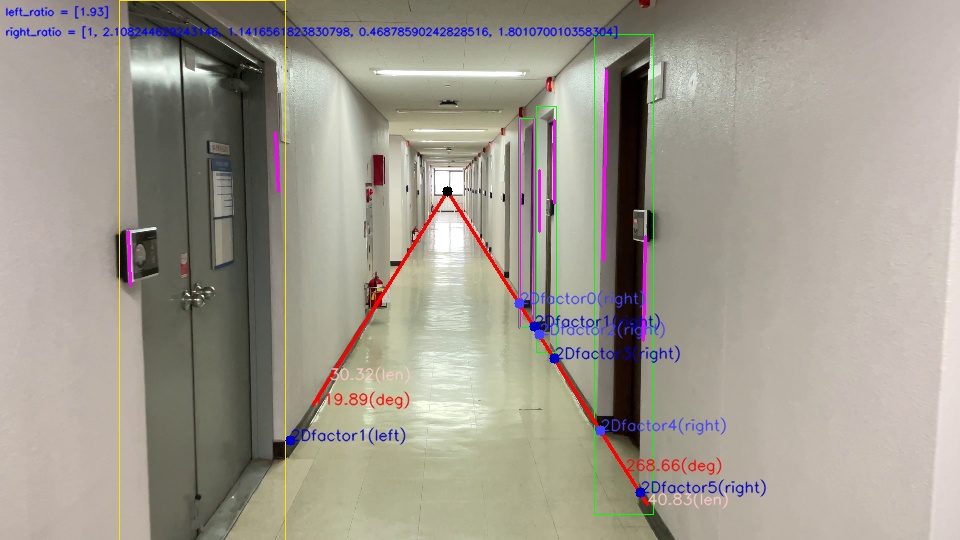 left_ratio = [1.93]
right_ratio = [1, 2.108244629243146, 1.1416561823830798, 0.46878590242828516, 1.801070010358304]
2Dfactor0(right)
2Dfactor1(right)
2Dfactor2(right)
2Dfactor3(right)
30.32(len)
19.89(deg)
2Dfactor4(right)
2Dfactor1(left)
268.66(deg)
2Dfactor5(right)
40.83(len)